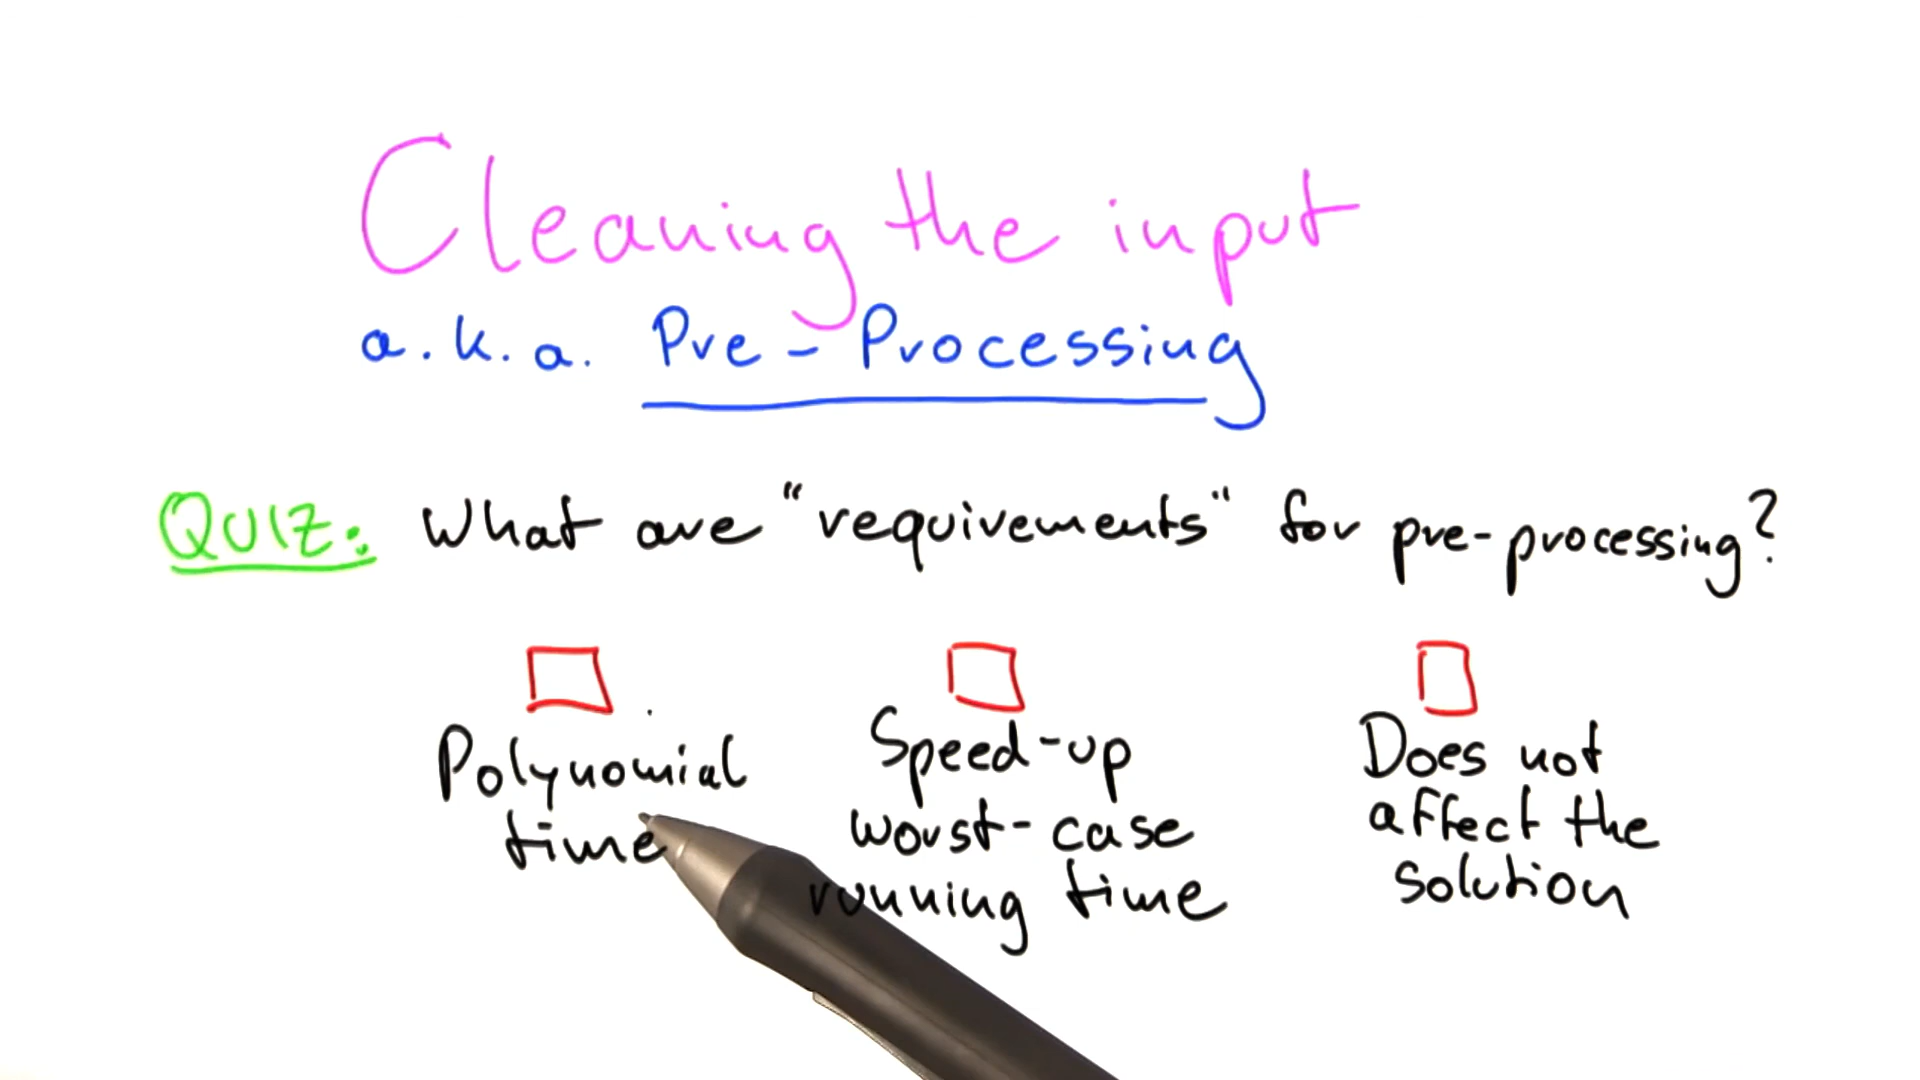 Cleaning the input
a.k.a. Pre-Processing
QUIZ: What are "requirements" for pre-processing?
Polynomial
time
Speed-up
worst-case
running time
Does not
affect the
solution